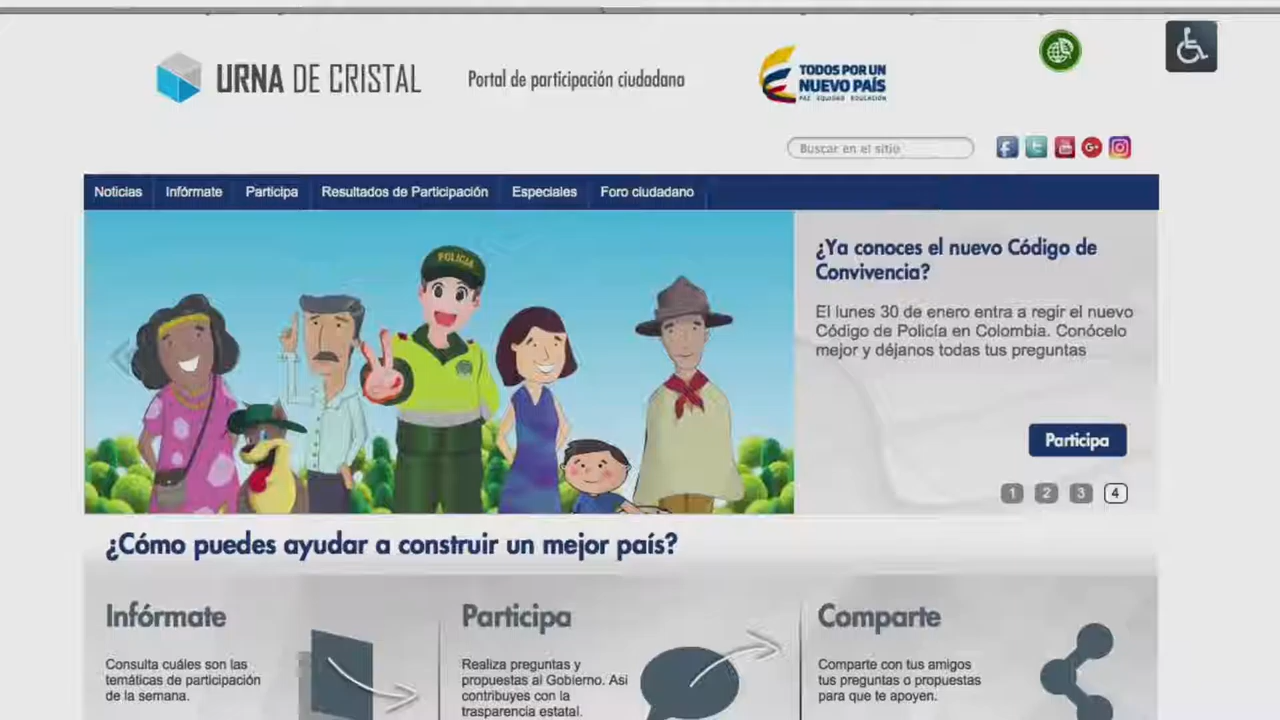 URNA DE CRISTAL
Portal de participación ciudadana
TODOS POR UN
NUEVO PAÍS
PAZ EQUIDAD EDUCACIÓN
Buscar en el sitio
Noticias
Infórmate
Participa
Resultados de Participación
Especiales
Foro ciudadano
POLICIA
¿Ya conoces el nuevo Código de
Convivencia?
El lunes 30 de enero entra a regir el nuevo
Código de Policía en Colombia. Conócelo
mejor y déjanos todas tus preguntas
Participa
1 2 3 4
¿Cómo puedes ayudar a construir un mejor país?
Infórmate
Consulta cuáles son las
temáticas de participación
de la semana.
Participa
Realiza preguntas y
propuestas al Gobierno. Asi
contribuyes con la
trasparencia estatal.
Comparte
Comparte con tus amigos
tus preguntas o propuestas
para que te apoyen.